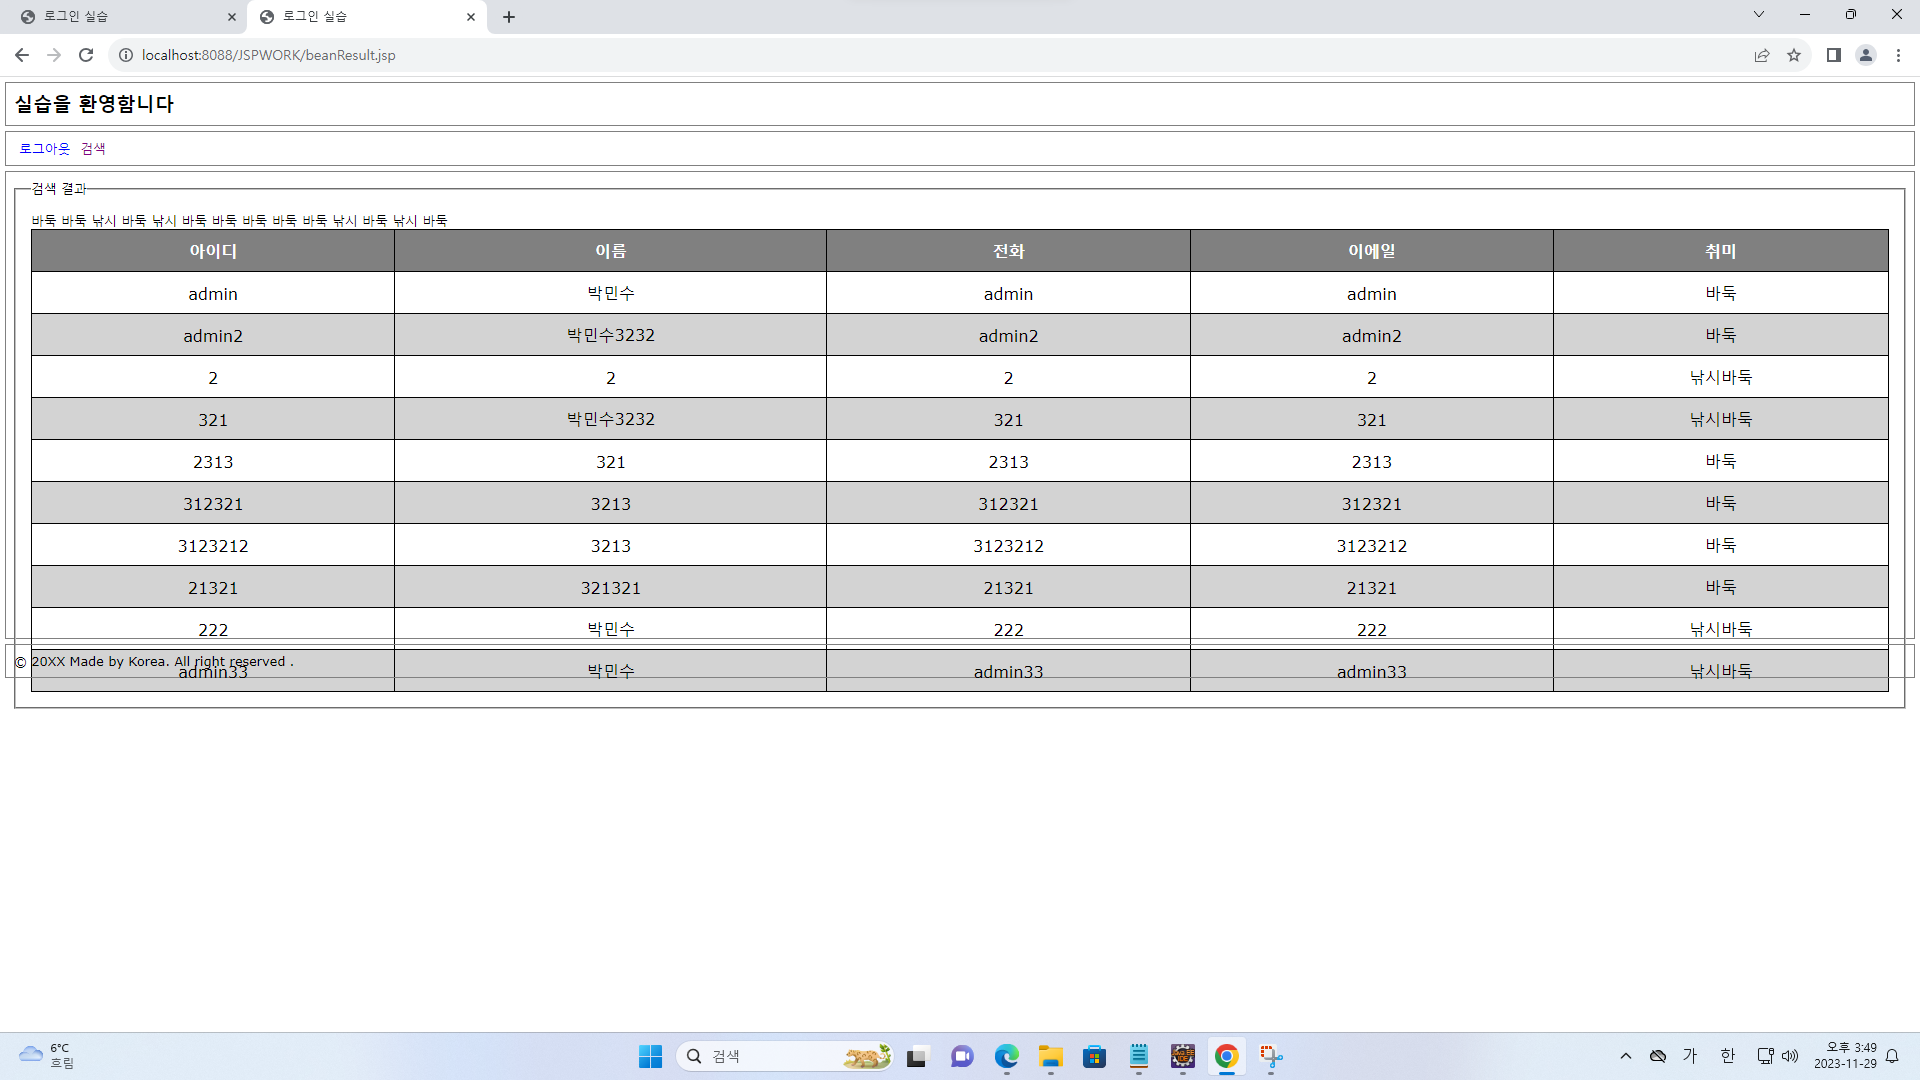 로그인 실습
로그인 실습
localhost:8088/JSPWORK/beanResult.jsp
실습을 환영합니다
로그아웃 검색
검색 결과
바둑 바둑 낚시 바둑 낚시 바둑 바둑 바둑 바둑 바둑 낚시 바둑 낚시 바둑
아이디 이름 전화 이에일 취미
admin 박민수 admin admin 바둑
admin2 박민수3232 admin2 admin2 바둑
2 2 2 2 낚시바둑
321 박민수3232 321 321 낚시바둑
2313 321 2313 2313 바둑
312321 3213 312321 312321 바둑
3123212 3213 3123212 3123212 바둑
21321 321321 21321 21321 바둑
222 박민수 222 222 낚시바둑
© 20XX Made by Korea. All right reserved .
admin33 박민수 admin33 admin33 낚시바둑
6°C
흐림
검색
가 한
오후 3:49
2023-11-29